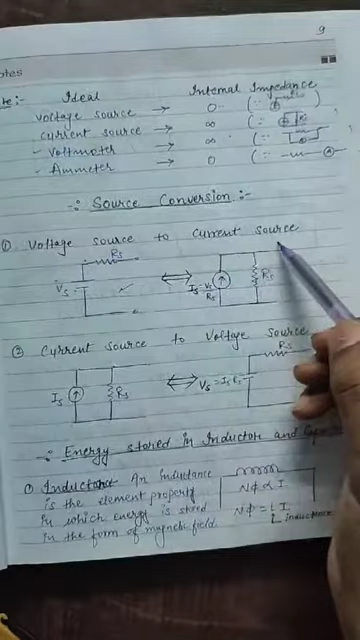 9
otes
te:- Ideal Internal Impedance
voltage source → 0 (∵
current source → ∞ (∵
- Voltmeter → ∞ (∵
- Ammeter → 0 (∵ A
-: Source Conversion :-
① Voltage source to current source
Rs
Vs ⇔ Is = Vs/Rs Rs
② Current source to Voltage source
Rs
Is Rs ⇔ Vs = Is Rs
-: Energy stored in Inductor and
① Inductor An inductance
is the element property
in which energy is stored
in the form of magnetic field.
Nϕ ∝ I
Nϕ = L I
L inductance